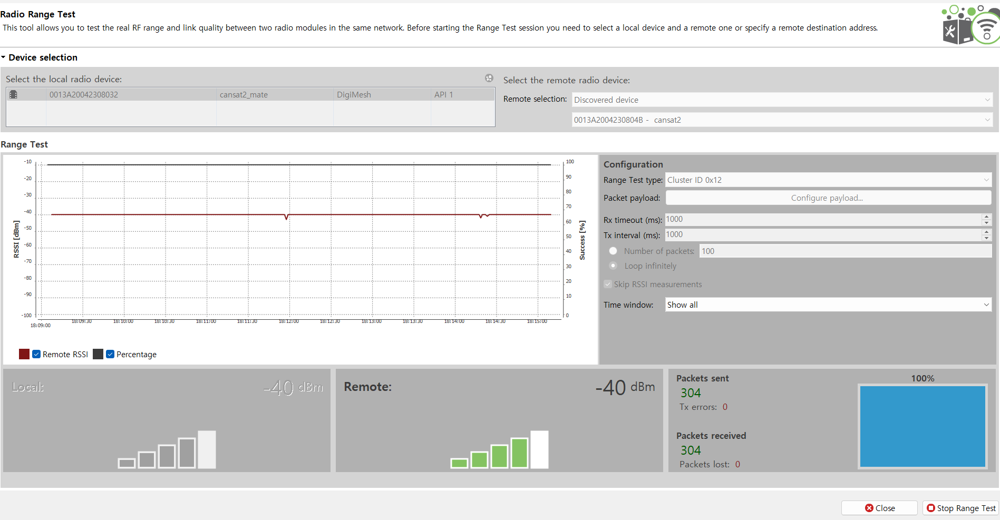 Radio Range Test
This tool allows you to test the real RF range and link quality between two radio modules in the same network. Before starting the Range Test session you need to select a local device and a remote one or specify a remote destination address.
Device selection
Select the local radio device:
0013A20042308032 cansat2_mate DigiMesh API 1
Select the remote radio device:
Remote selection: Discovered device
0013A2004230804B - cansat2
Range Test
-10
-20
-30
-40
-50
-60
-70
-80
-90
-100
RSSI [dBm]
100
90
80
70
60
50
40
30
20
10
0
Success [%]
18:09:00 18:09:30 18:10:00 18:10:30 18:11:00 18:11:30 18:12:00 18:12:30 18:13:00 18:13:30 18:14:00 18:14:30 18:15:00
Remote RSSI Percentage
Configuration
Range Test type: Cluster ID 0x12
Packet payload: Configure payload...
Rx timeout (ms): 1000
Tx interval (ms): 1000
Number of packets: 100
Loop infinitely
Skip RSSI measurements
Time window: Show all
Local: -40 dBm
Remote: -40 dBm
Packets sent
304
Tx errors: 0
Packets received
304
Packets lost: 0
100%
Close
Stop Range Test